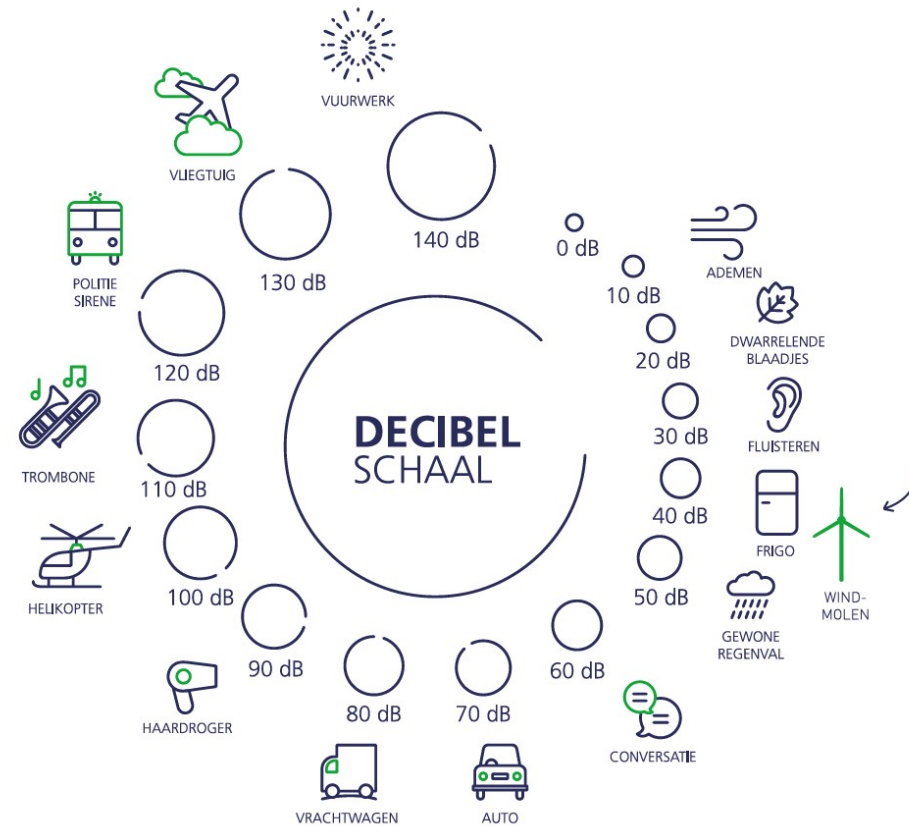 VUURWERK
VLIEGTUIG
140 dB
0 dB
ADEMEN
130 dB
POLITIE
SIRENE
10 dB
DWARRELENDE
BLAADJES
20 dB
120 dB
DECIBEL
SCHAAL
30 dB
FLUISTEREN
TROMBONE
110 dB
40 dB
FRIGO
HELIKOPTER
100 dB
50 dB
WIND-
MOLEN
GEWONE
REGENVAL
90 dB
60 dB
HAARDROGER
80 dB
70 dB
CONVERSATIE
VRACHTWAGEN
AUTO